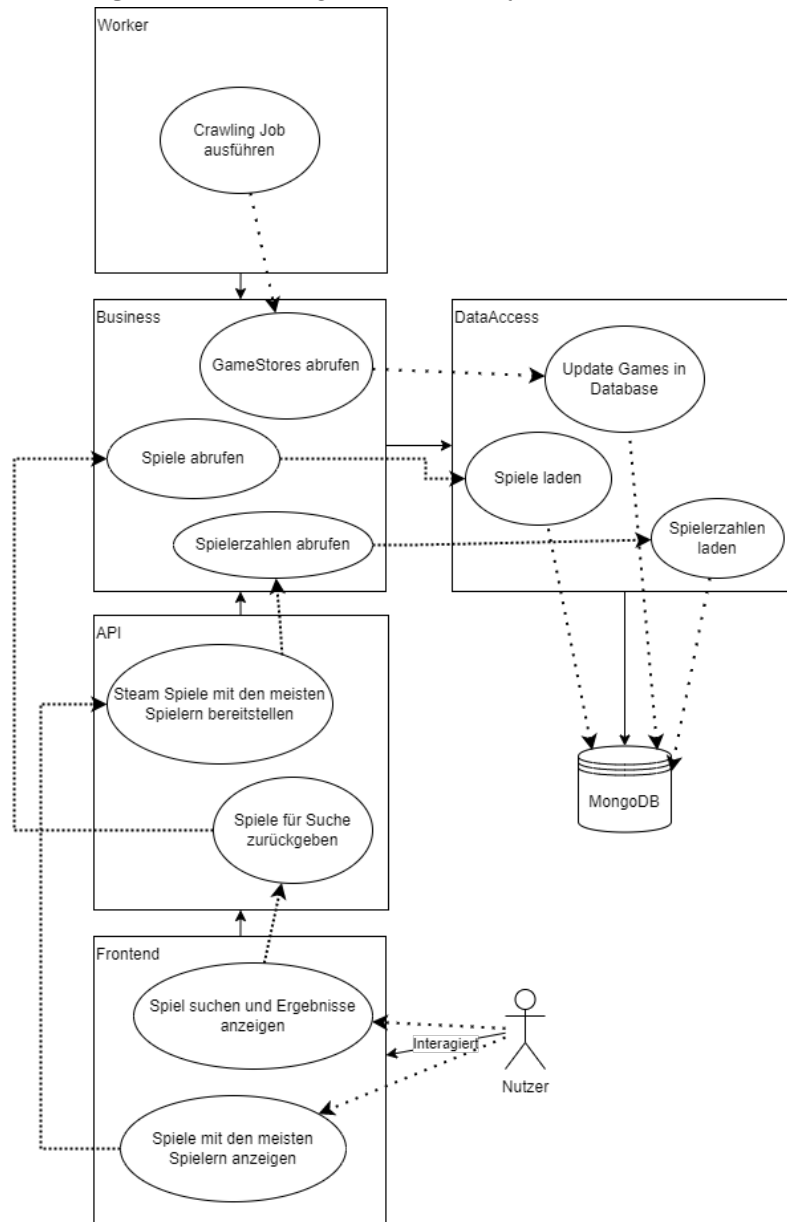 Worker
Crawling Job
ausführen
Business
GameStores abrufen
Spiele abrufen
Spielerzahlen abrufen
DataAccess
Update Games in
Database
Spiele laden
Spielerzahlen
laden
API
Steam Spiele mit den meisten
Spielern bereitstellen
Spiele für Suche
zurückgeben
MongoDB
Frontend
Spiel suchen und Ergebnisse
anzeigen
Interagiert
Nutzer
Spiele mit den meisten
Spielern anzeigen